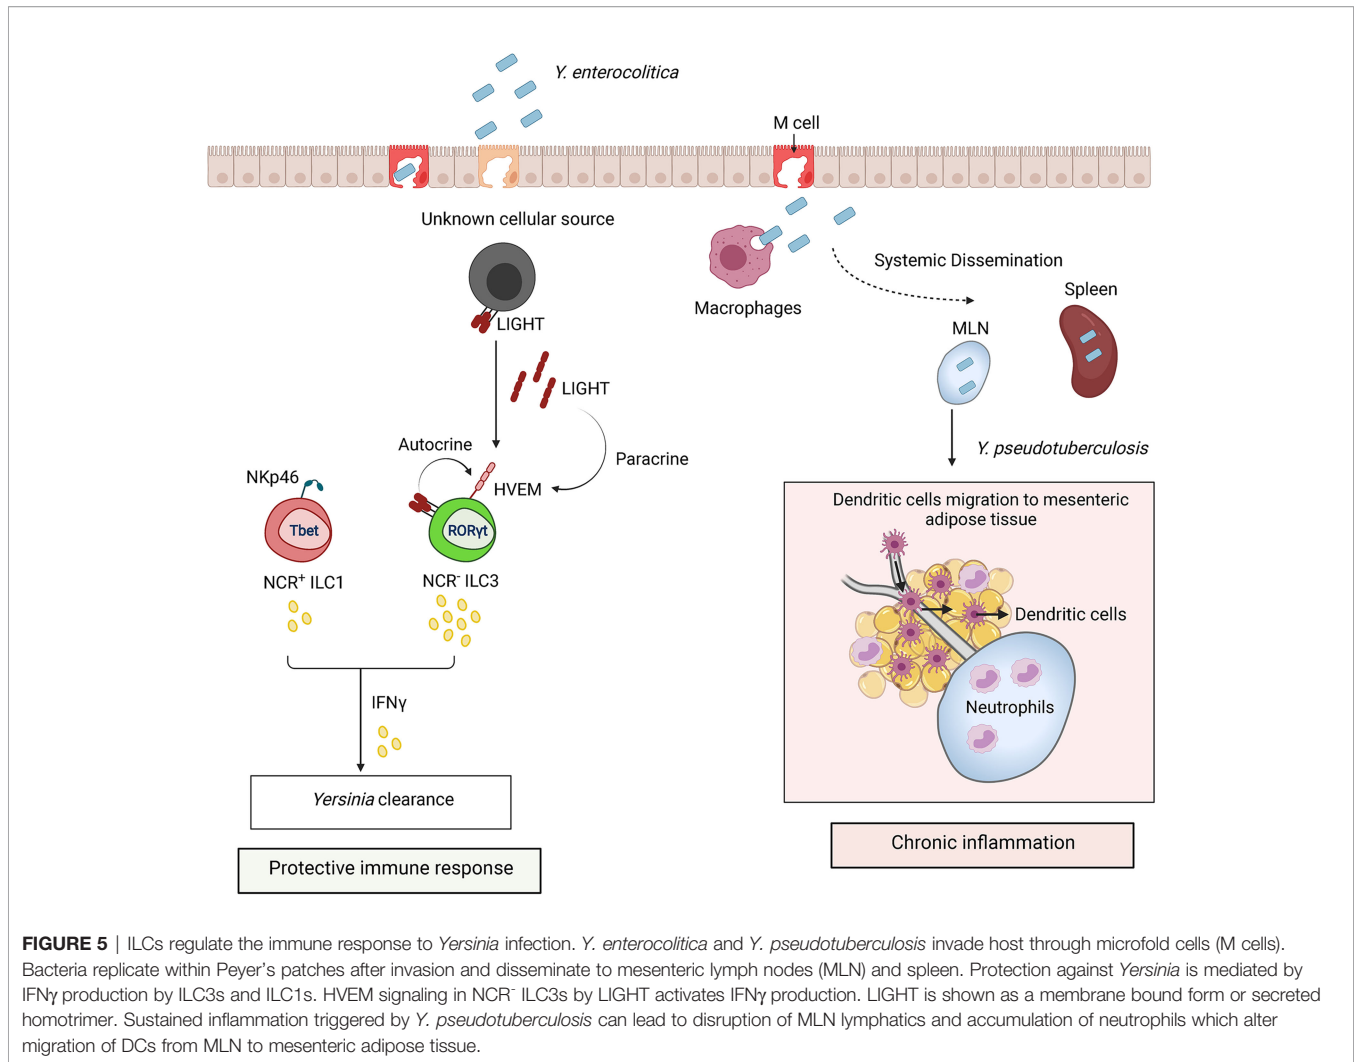 Y. enterocolitica
M cell
Unknown cellular source
LIGHT
LIGHT
Autocrine
Paracrine
HVEM
NKp46
Tbet
RORγt
NCR+ ILC1
NCR- ILC3
IFNγ
Yersinia clearance
Protective immune response
Macrophages
Systemic Dissemination
Spleen
MLN
Y. pseudotuberculosis
Dendritic cells migration to mesenteric
adipose tissue
Dendritic cells
Neutrophils
Chronic inflammation
FIGURE 5 | ILCs regulate the immune response to Yersinia infection. Y. enterocolitica and Y. pseudotuberculosis invade host through microfold cells (M cells).
Bacteria replicate within Peyer's patches after invasion and disseminate to mesenteric lymph nodes (MLN) and spleen. Protection against Yersinia is mediated by
IFNγ production by ILC3s and ILC1s. HVEM signaling in NCR- ILC3s by LIGHT activates IFNγ production. LIGHT is shown as a membrane bound form or secreted
homotrimer. Sustained inflammation triggered by Y. pseudotuberculosis can lead to disruption of MLN lymphatics and accumulation of neutrophils which alter
migration of DCs from MLN to mesenteric adipose tissue.